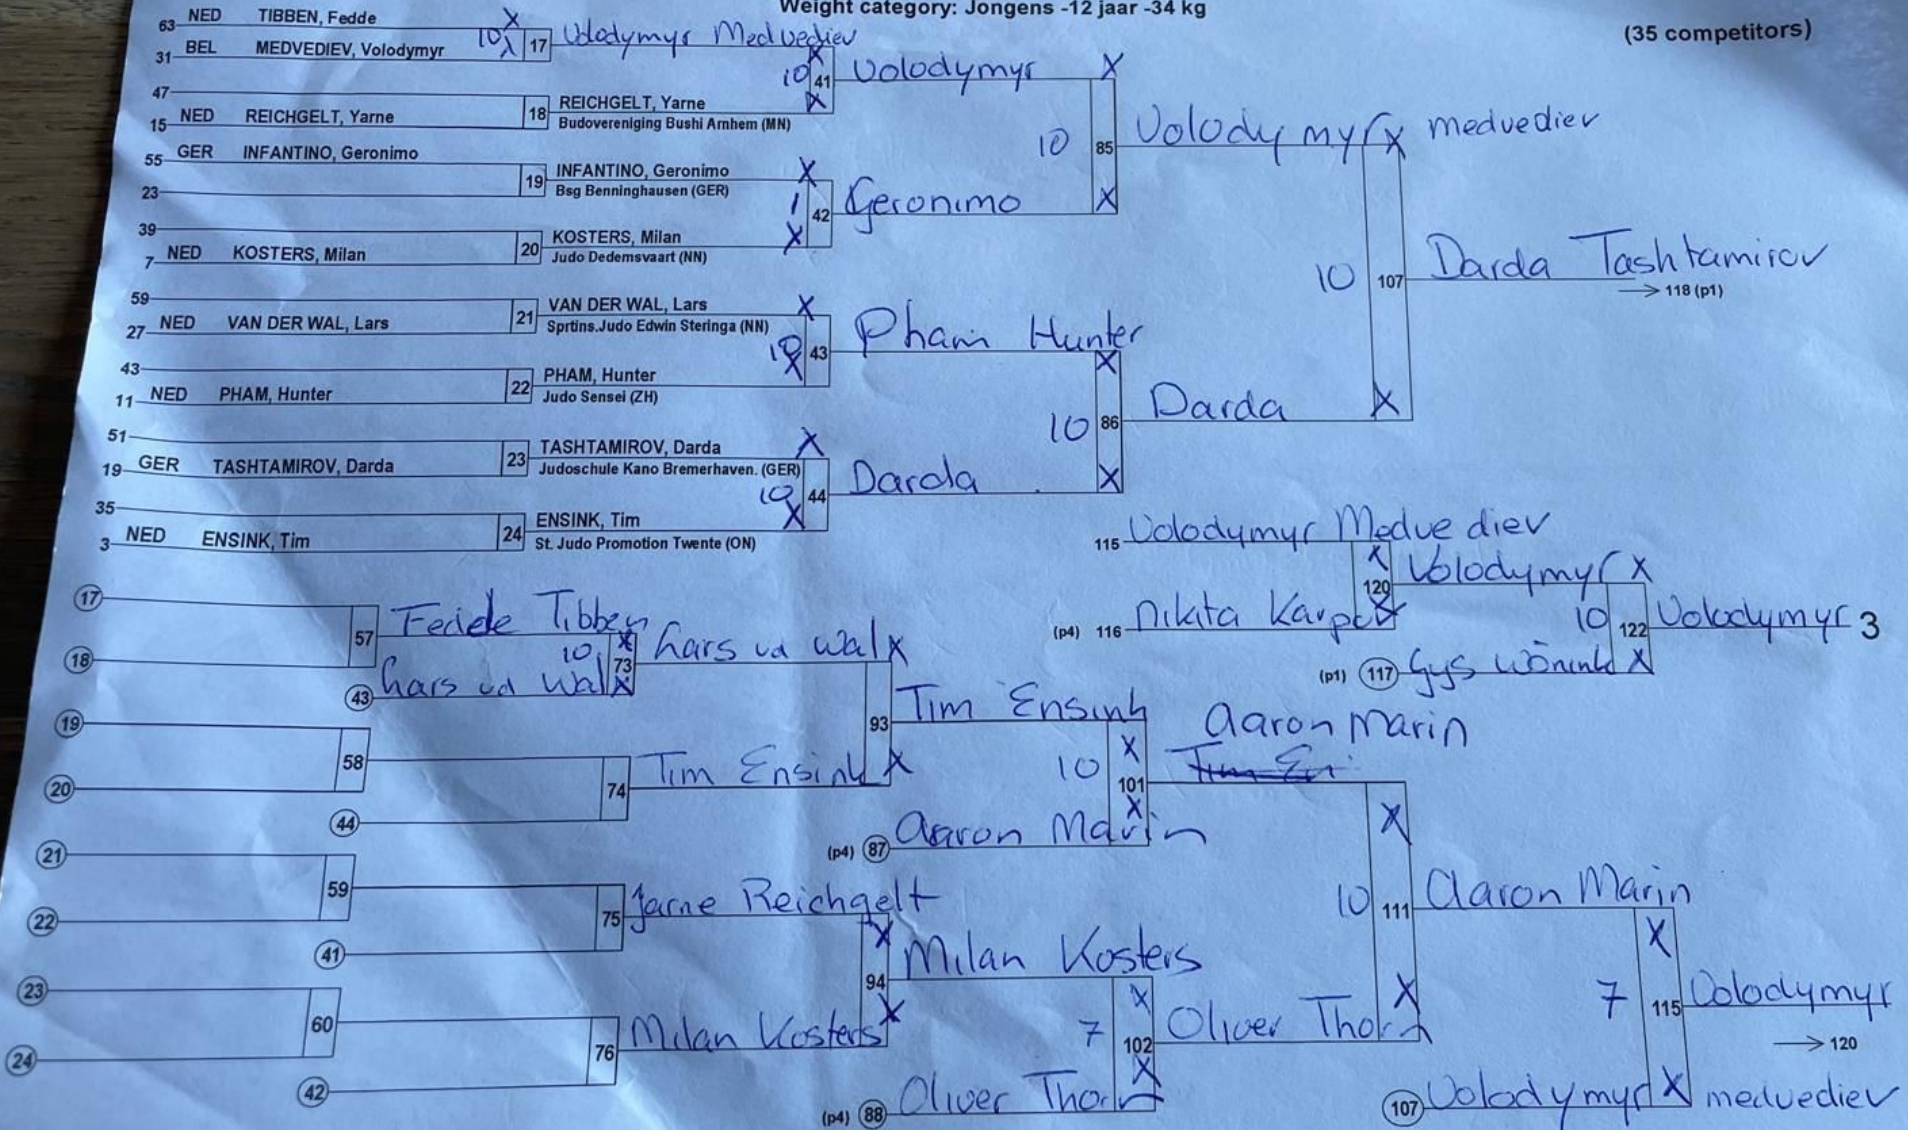 Weight category: Jongens -12 jaar -34 kg
(35 competitors)
63 NED TIBBEN, Fedde X
31 BEL MEDVEDIEV, Volodymyr 10 X
17 Volodymyr Medvediev X
10 41 Volodymyr X
47
15 NED REICHGELT, Yarne
18 REICHGELT, Yarne X
Budovereniging Bushi Arnhem (MN)
10 85 Volodymyr X medvediev
55 GER INFANTINO, Geronimo
23
19 INFANTINO, Geronimo X
Bsg Benninghausen (GER)
1 42 Geronimo X
39
7 NED KOSTERS, Milan
20 KOSTERS, Milan X
Judo Dedemsvaart (NN)
10 107 Darda Tashtamirov
→ 118 (p1)
59
27 NED VAN DER WAL, Lars
21 VAN DER WAL, Lars X
Sprtins.Judo Edwin Steringa (NN)
10 X 43 Pham Hunter X
43
11 NED PHAM, Hunter
22 PHAM, Hunter
Judo Sensei (ZH)
10 86 Darda X
51
19 GER TASHTAMIROV, Darda
23 TASHTAMIROV, Darda X
Judoschule Kano Bremerhaven. (GER)
10 44 Darda X
35
3 NED ENSINK, Tim
24 ENSINK, Tim X
St. Judo Promotion Twente (ON)
115 Volodymyr Medvediev X
120 Volodymyr X
(p4) 116 Nikita Karpov X
10 122 Volodymyr 3
(p1) 117 Gys Wönink X
17
18
57 Fedde Tibben X
10 73 Lars vd Wal X
43 Lars vd Wal X
93 Tim Ensink X
19
20
58
74 Tim Ensink X
44
10 101 Tim En
Aaron Marin X
(p4) 87 Aaron Marin X
21
22
59
75 Jarne Reichgelt X
41
10 111 Aaron Marin X
94 Milan Kosters X
23
24
60
76 Milan Kosters X
42
7 102 Oliver Thorn X
(p4) 88 Oliver Thorn X
7 115 Volodymyr
→ 120
107 Volodymyr X medvediev